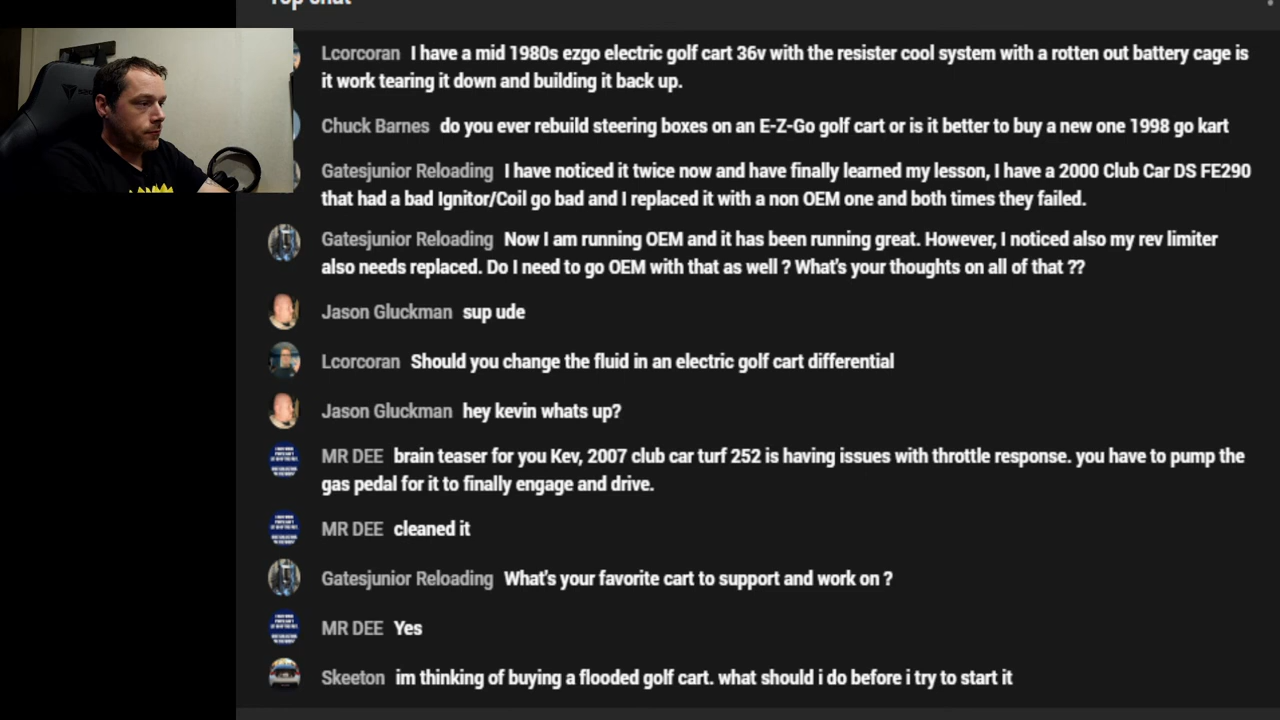 Top chat
Lcorcoran I have a mid 1980s ezgo electric golf cart 36v with the resister cool system with a rotten out battery cage is
it work tearing it down and building it back up.
Chuck Barnes do you ever rebuild steering boxes on an E-Z-Go golf cart or is it better to buy a new one 1998 go kart
Gatesjunior Reloading I have noticed it twice now and have finally learned my lesson, I have a 2000 Club Car DS FE290
that had a bad Ignitor/Coil go bad and I replaced it with a non OEM one and both times they failed.
Gatesjunior Reloading Now I am running OEM and it has been running great. However, I noticed also my rev limiter
also needs replaced. Do I need to go OEM with that as well ? What's your thoughts on all of that ??
Jason Gluckman sup ude
Lcorcoran Should you change the fluid in an electric golf cart differential
Jason Gluckman hey kevin whats up?
MR DEE brain teaser for you Kev, 2007 club car turf 252 is having issues with throttle response. you have to pump the
gas pedal for it to finally engage and drive.
MR DEE cleaned it
Gatesjunior Reloading What's your favorite cart to support and work on ?
MR DEE Yes
Skeeton im thinking of buying a flooded golf cart. what should i do before i try to start it